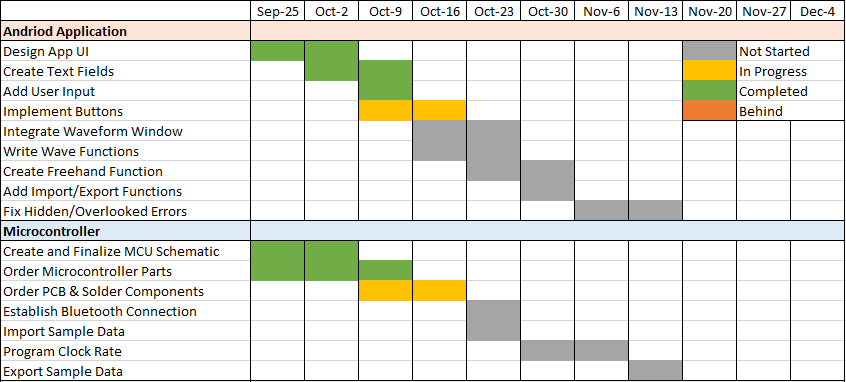 Sep-25 Oct-2 Oct-9 Oct-16 Oct-23 Oct-30 Nov-6 Nov-13 Nov-20 Nov-27 Dec-4
Andriod Application
Design App UI Not Started
Create Text Fields In Progress
Add User Input Completed
Implement Buttons Behind
Integrate Waveform Window
Write Wave Functions
Create Freehand Function
Add Import/Export Functions
Fix Hidden/Overlooked Errors
Microcontroller
Create and Finalize MCU Schematic
Order Microcontroller Parts
Order PCB & Solder Components
Establish Bluetooth Connection
Import Sample Data
Program Clock Rate
Export Sample Data